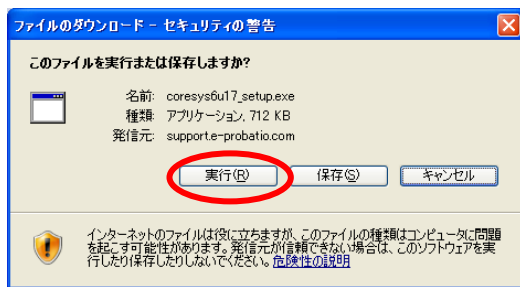 ファイルのダウンロード - セキュリティの警告
このファイルを実行または保存しますか?
名前: coresys6u17_setup.exe
種類: アプリケーション, 712 KB
発信元: support.e-probatio.com
実行(R) 保存(S) キャンセル
インターネットのファイルは役に立ちますが、このファイルの種類はコンピュータに問題
を起こす可能性があります。発信元が信頼できない場合は、このソフトウェアを実
行したり保存したりしないでください。危険性の説明